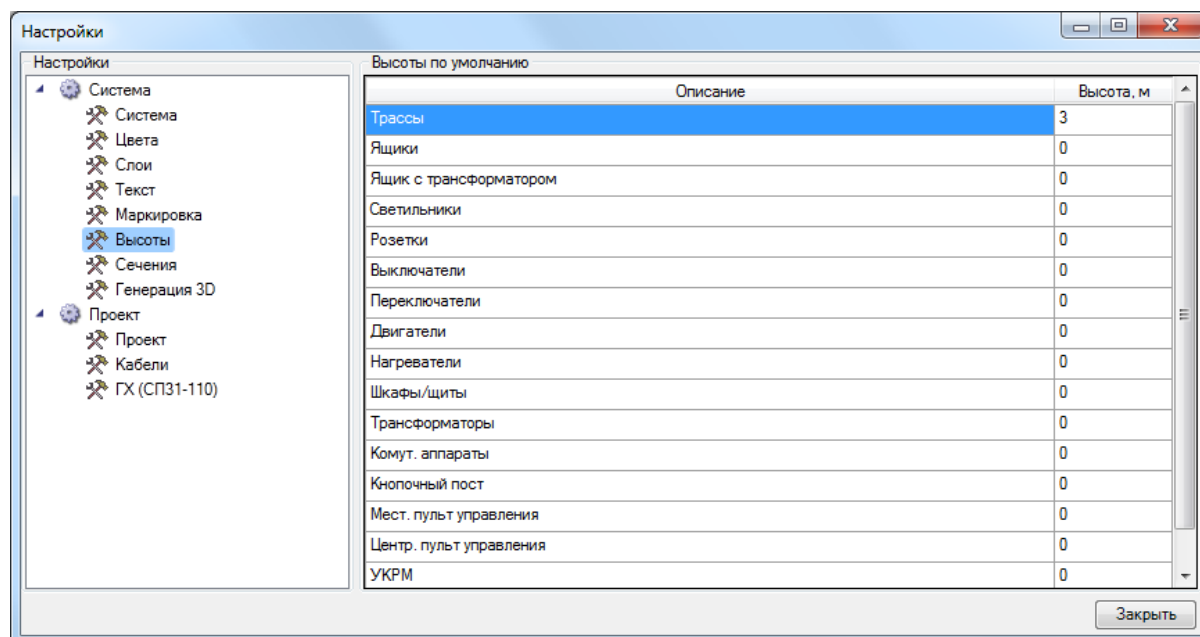 Настройки
Настройки
Система
Система
Цвета
Слои
Текст
Маркировка
Высоты
Сечения
Генерация 3D
Проект
Проект
Кабели
ГХ (СП31-110)
Высоты по умолчанию
Описание Высота, м
Трассы 3
Ящики 0
Ящик с трансформатором 0
Светильники 0
Розетки 0
Выключатели 0
Переключатели 0
Двигатели 0
Нагреватели 0
Шкафы/щиты 0
Трансформаторы 0
Комут. аппараты 0
Кнопочный пост 0
Мест. пульт управления 0
Центр. пульт управления 0
УКРМ 0
Закрыть